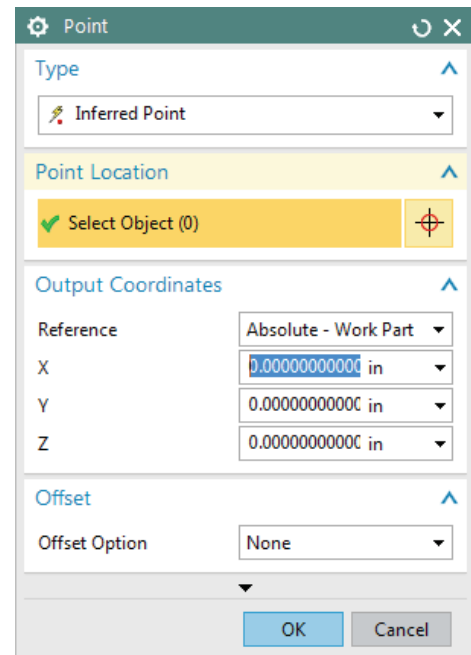 Point
Type
Inferred Point
Point Location
Select Object (0)
Output Coordinates
Reference Absolute - Work Part
X 0.00000000000 in
Y 0.00000000000 in
Z 0.00000000000 in
Offset
Offset Option None
OK Cancel